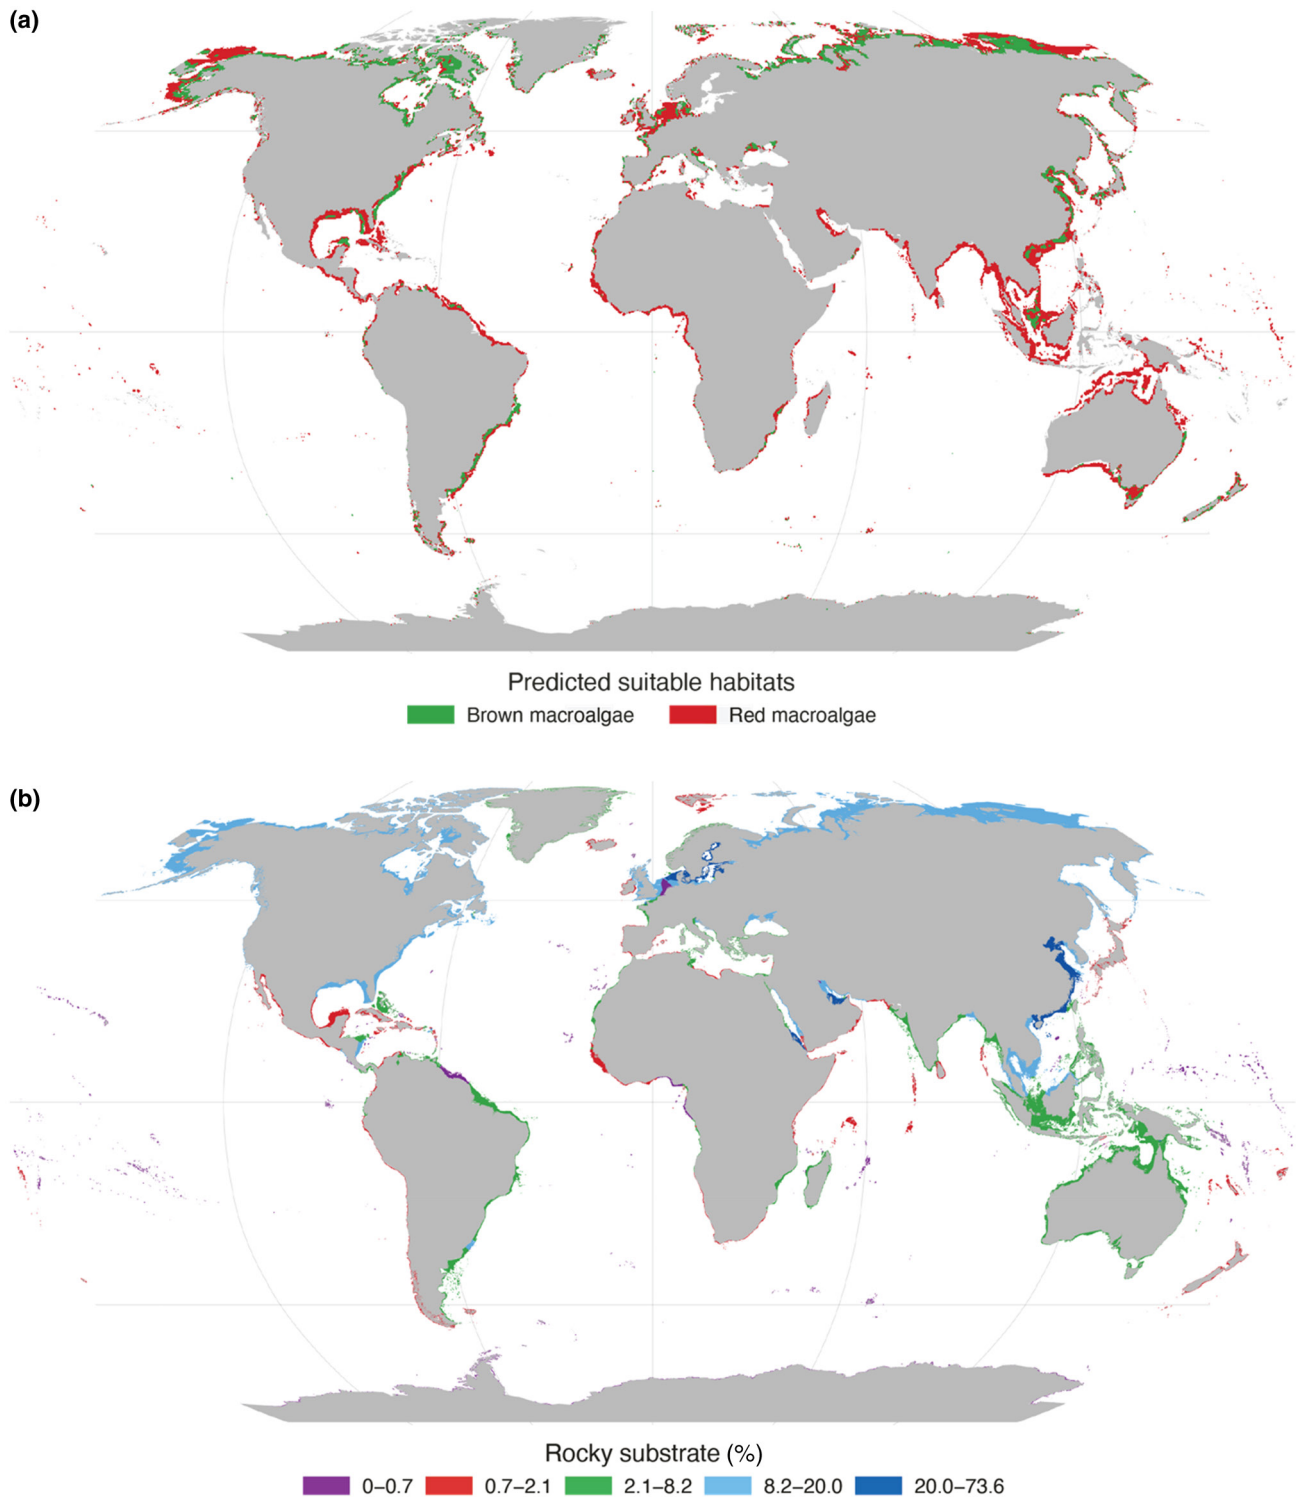 (a)
Predicted suitable habitats
Brown macroalgae Red macroalgae
(b)
Rocky substrate (%)
0–0.7 0.7–2.1 2.1–8.2 8.2–20.0 20.0–73.6